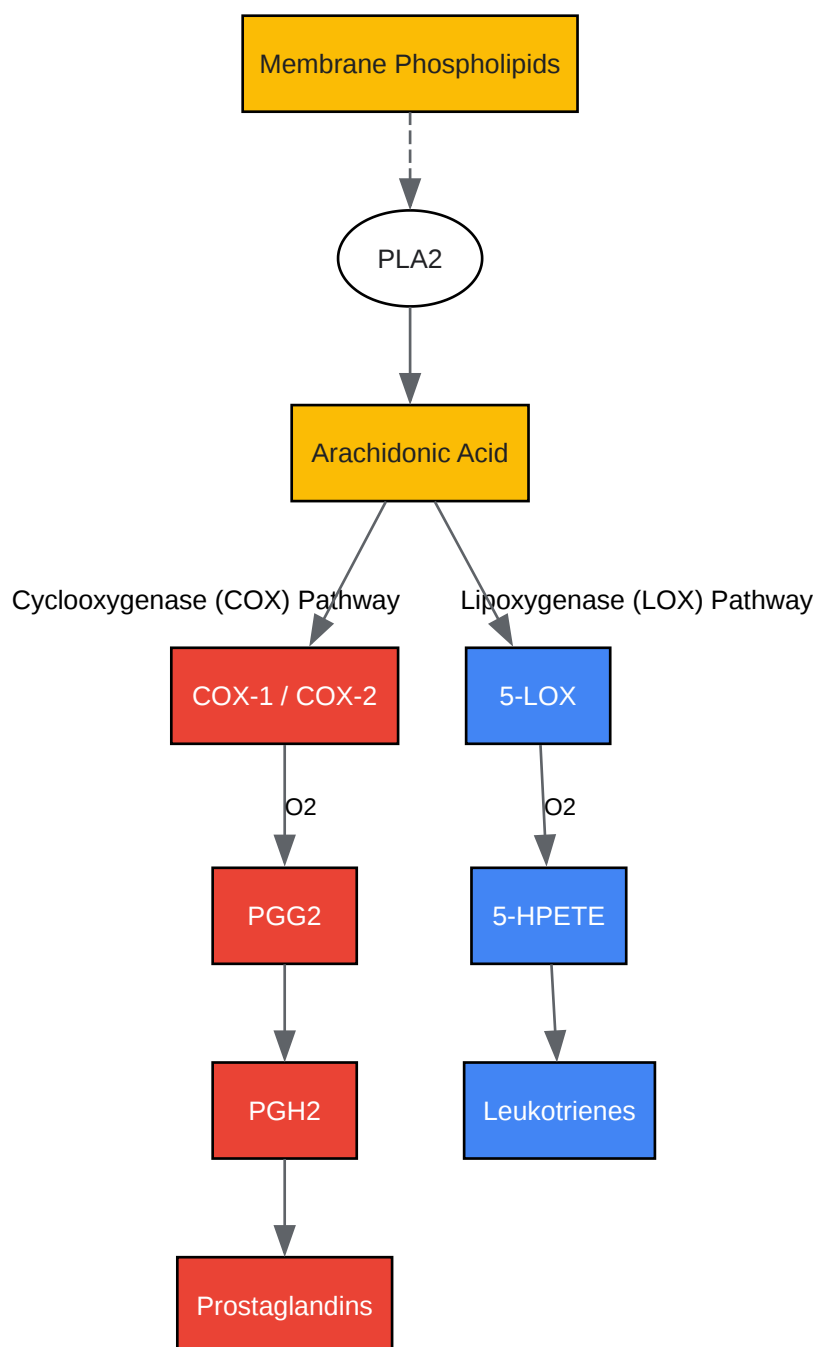 Membrane Phospholipids
PLA2
Arachidonic Acid
Cyclooxygenase (COX) Pathway
Lipoxygenase (LOX) Pathway
COX-1 / COX-2
5-LOX
O2
O2
PGG2
5-HPETE
PGH2
Leukotrienes
Prostaglandins